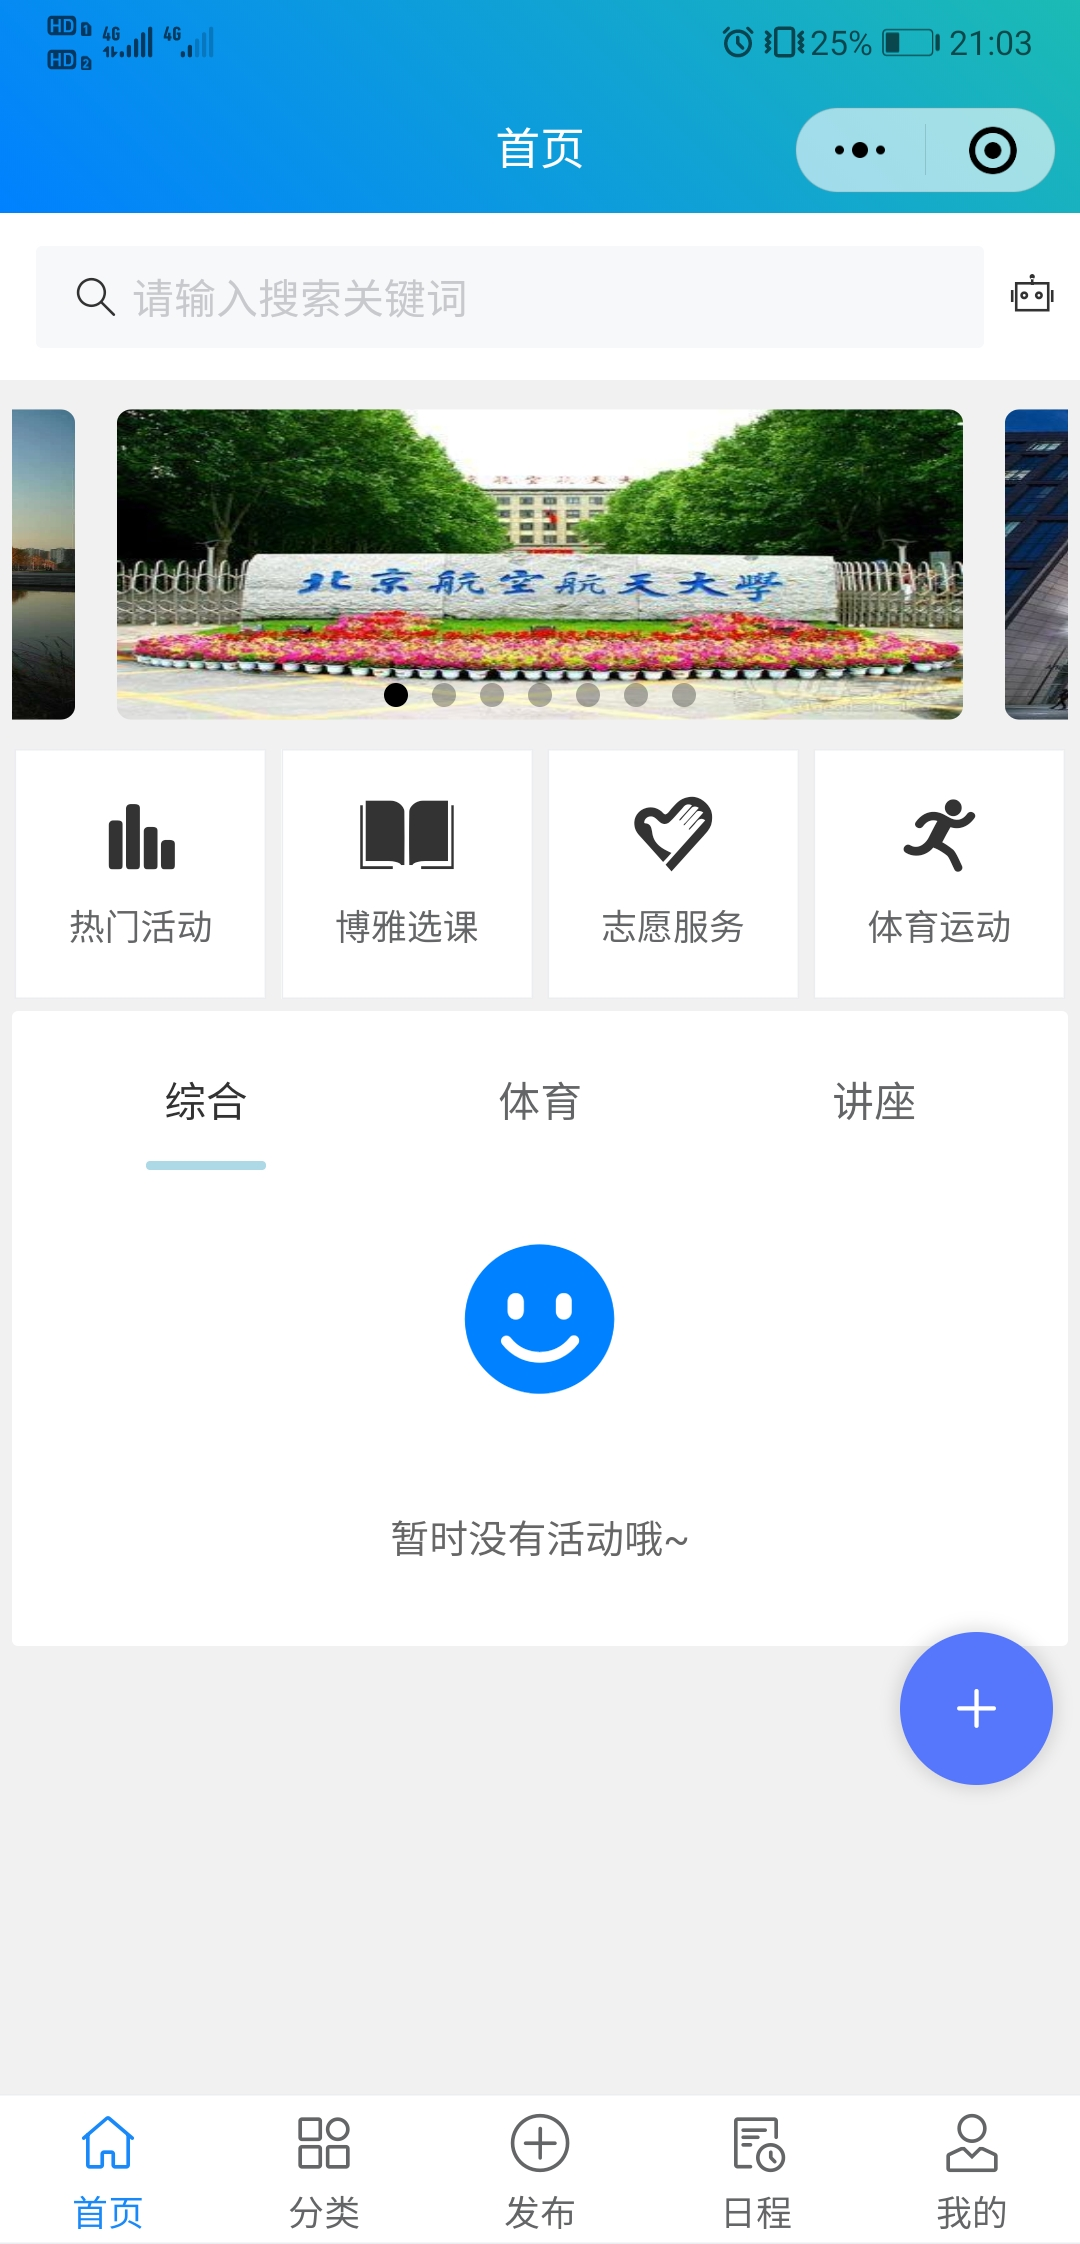 HD 1 4G 4G 25% 21:03
HD 2
首页
请输入搜索关键词
北京航空航天大學
热门活动 博雅选课 志愿服务 体育运动
综合 体育 讲座
暂时没有活动哦~
首页 分类 发布 日程 我的